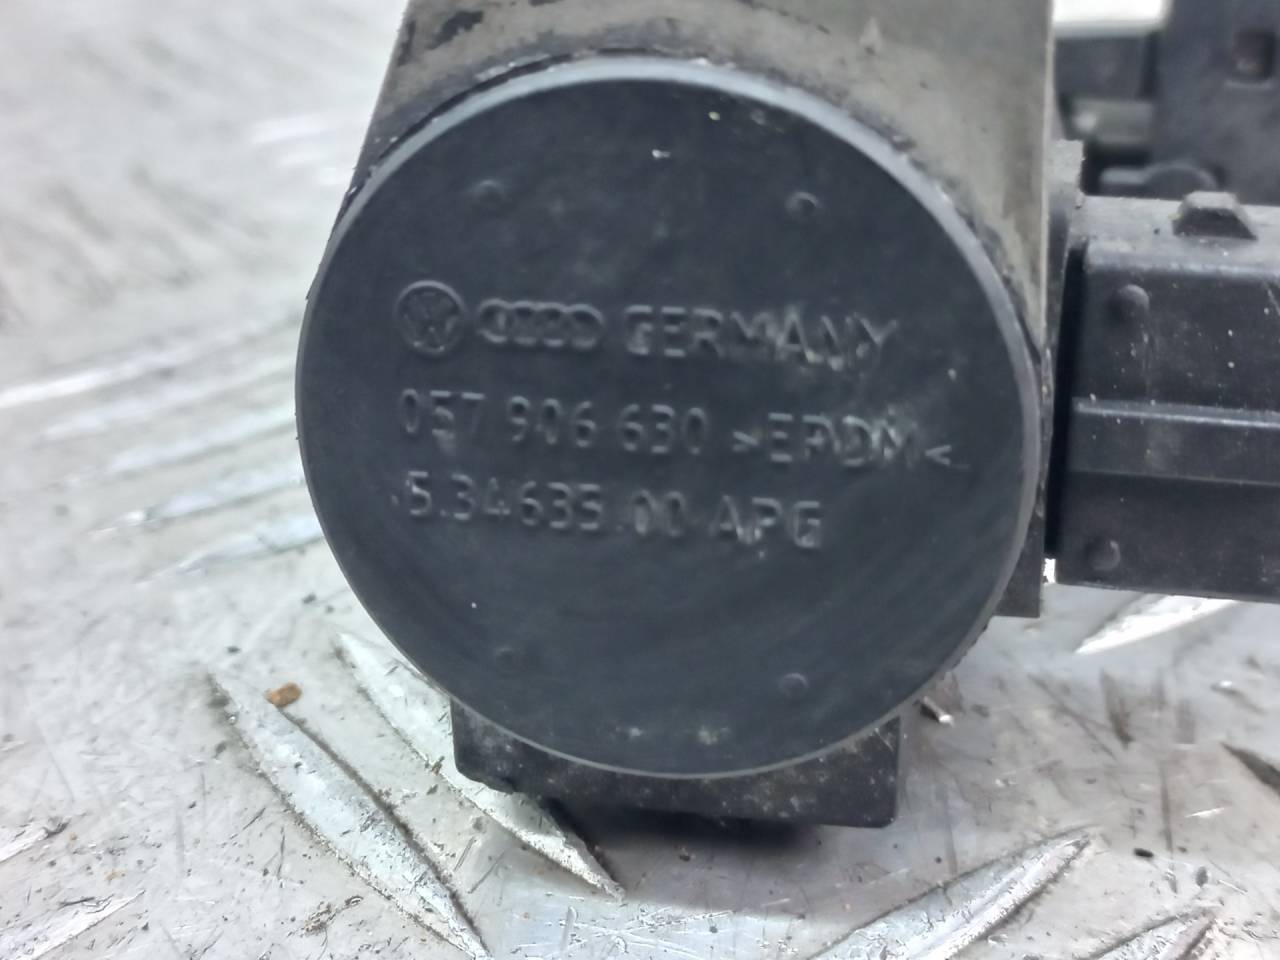 GERMANY
057 906 630 >EPDM<
5.34635.00 APG